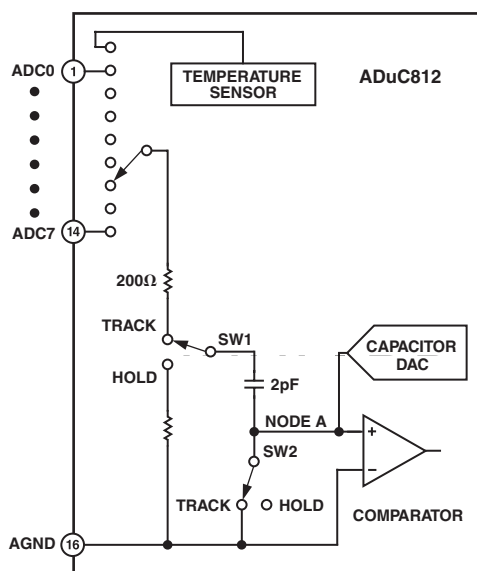 ADuC812
TEMPERATURE
SENSOR
ADC0
1
ADC7
14
200Ω
TRACK
SW1
HOLD
2pF
CAPACITOR
DAC
NODE A
+
−
SW2
TRACK
HOLD
COMPARATOR
AGND
16